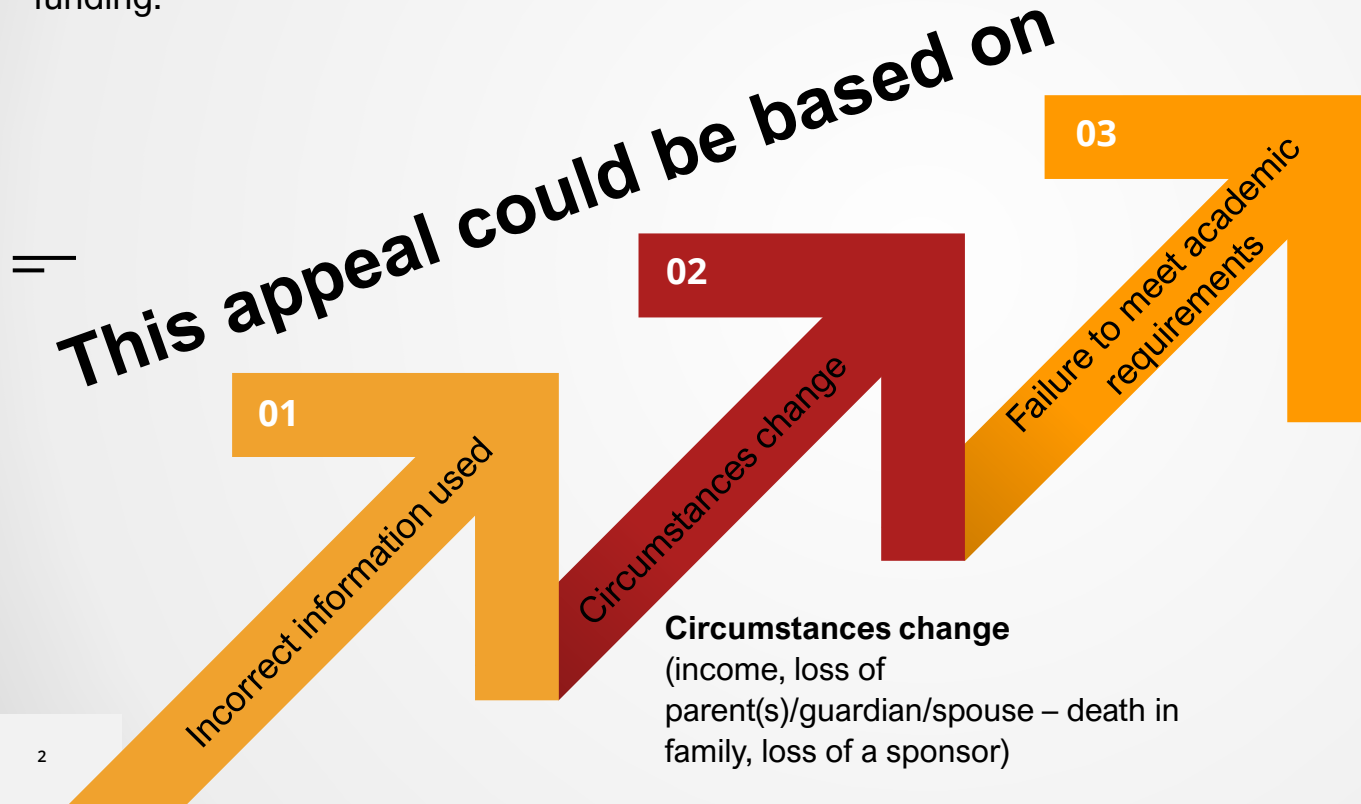 funding.
This appeal could be based on
01
Incorrect information used
02
Circumstances change
03
Failure to meet academic
requirements
Circumstances change
(income, loss of
parent(s)/guardian/spouse – death in
family, loss of a sponsor)
2